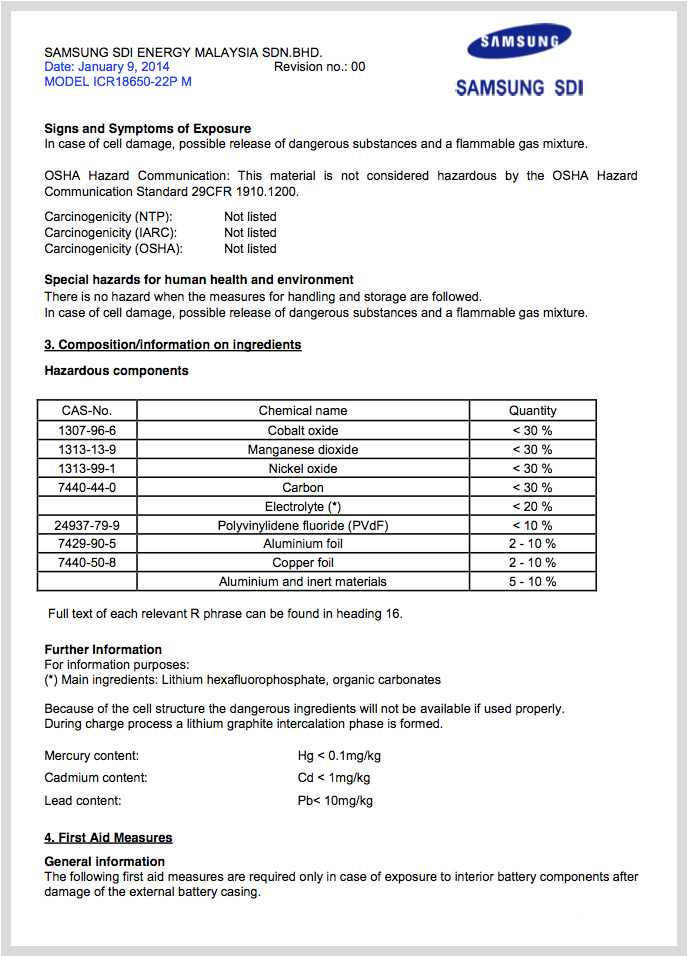 SAMSUNG SDI ENERGY MALAYSIA SDN.BHD.
Date: January 9, 2014 Revision no.: 00
MODEL ICR18650-22P M
SAMSUNG
SAMSUNG SDI
Signs and Symptoms of Exposure
In case of cell damage, possible release of dangerous substances and a flammable gas mixture.
OSHA Hazard Communication: This material is not considered hazardous by the OSHA Hazard
Communication Standard 29CFR 1910.1200.
Carcinogenicity (NTP): Not listed
Carcinogenicity (IARC): Not listed
Carcinogenicity (OSHA): Not listed
Special hazards for human health and environment
There is no hazard when the measures for handling and storage are followed.
In case of cell damage, possible release of dangerous substances and a flammable gas mixture.
3. Composition/information on ingredients
Hazardous components
CAS-No. Chemical name Quantity
1307-96-6 Cobalt oxide < 30 %
1313-13-9 Manganese dioxide < 30 %
1313-99-1 Nickel oxide < 30 %
7440-44-0 Carbon < 30 %
Electrolyte (*) < 20 %
24937-79-9 Polyvinylidene fluoride (PVdF) < 10 %
7429-90-5 Aluminium foil 2 - 10 %
7440-50-8 Copper foil 2 - 10 %
Aluminium and inert materials 5 - 10 %
Full text of each relevant R phrase can be found in heading 16.
Further Information
For information purposes:
(*) Main ingredients: Lithium hexafluorophosphate, organic carbonates
Because of the cell structure the dangerous ingredients will not be available if used properly.
During charge process a lithium graphite intercalation phase is formed.
Mercury content: Hg < 0.1mg/kg
Cadmium content: Cd < 1mg/kg
Lead content: Pb< 10mg/kg
4. First Aid Measures
General information
The following first aid measures are required only in case of exposure to interior battery components after
damage of the external battery casing.